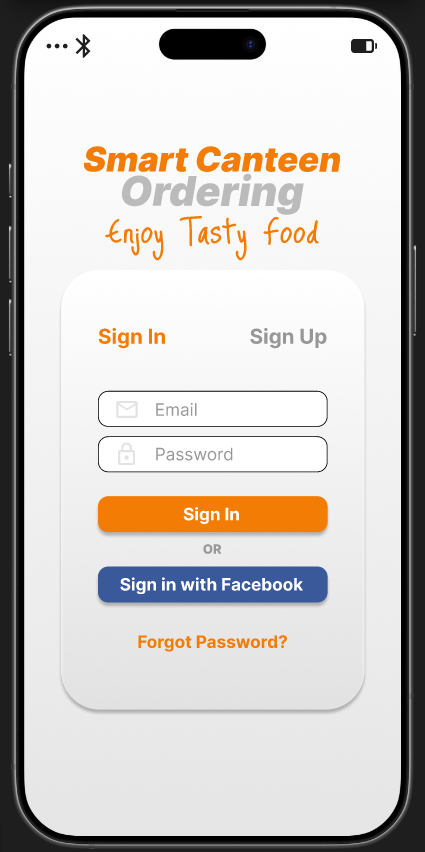 Smart Canteen
Ordering
Enjoy Tasty Food
Sign In Sign Up
Email
Password
Sign In
OR
Sign in with Facebook
Forgot Password?